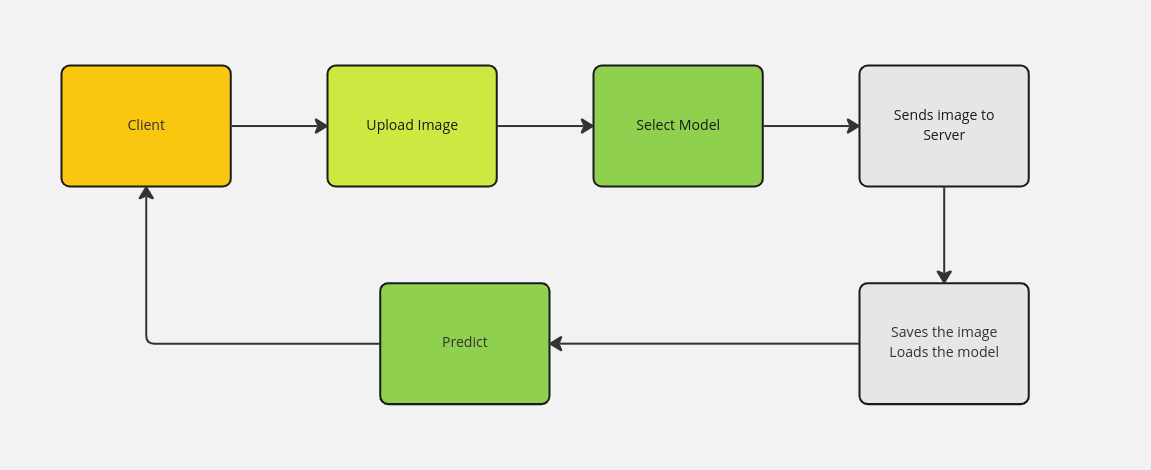 Client
Upload Image
Select Model
Sends image to
Server
Predict
Saves the image
Loads the model